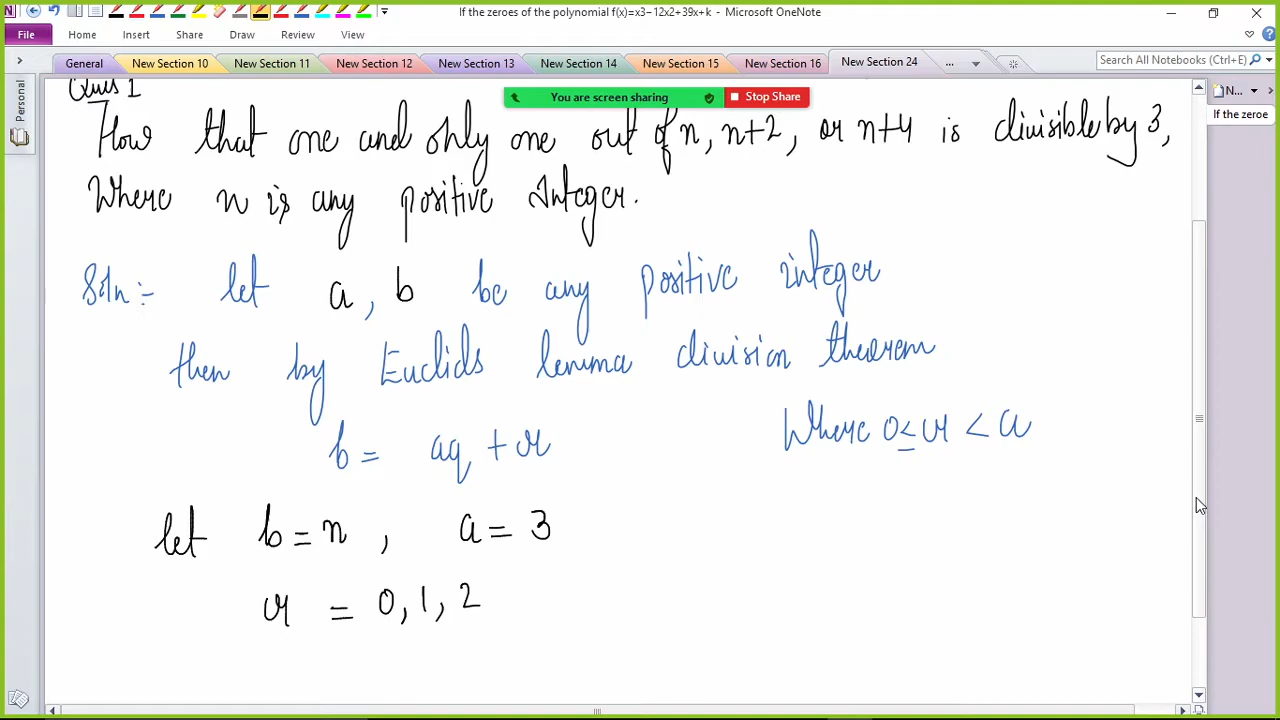 If the zeroes of the polynomial f(x)=x3-12x2+39x+k - Microsoft OneNote
File Home Insert Share Draw Review View
General New Section 10 New Section 11 New Section 12 New Section 13 New Section 14 New Section 15 New Section 16 New Section 24 ... Search All Notebooks (Ctrl+E)
You are screen sharing Stop Share
Personal
N...
If the zeroe
Ques 1
How that one and only one out of n, n+2, or n+4 is divisible by 3,
Where n is any positive Integer.
Soln :- let a, b be any positive integer
then by Euclids lemma division theorem
b = aq + r Where 0≤r < a
let b = n, a = 3
r = 0, 1, 2